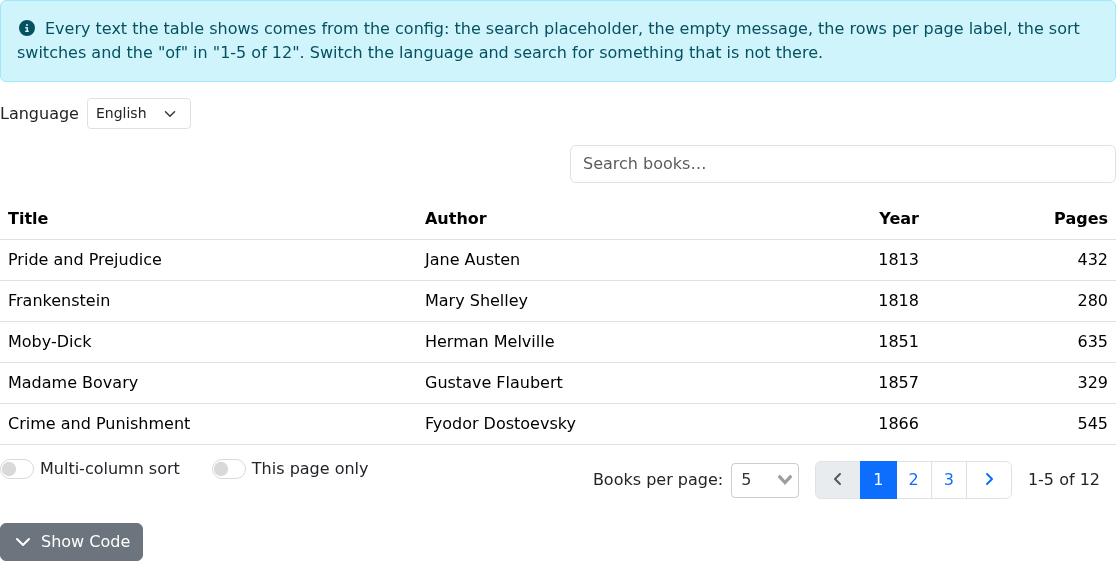 Every text the table shows comes from the config: the search placeholder, the empty message, the rows per page label, the sort
switches and the "of" in "1-5 of 12". Switch the language and search for something that is not there.
Language English
Search books...
Title Author Year Pages
Pride and Prejudice Jane Austen 1813 432
Frankenstein Mary Shelley 1818 280
Moby-Dick Herman Melville 1851 635
Madame Bovary Gustave Flaubert 1857 329
Crime and Punishment Fyodor Dostoevsky 1866 545
Multi-column sort This page only Books per page: 5 1 2 3 1-5 of 12
Show Code